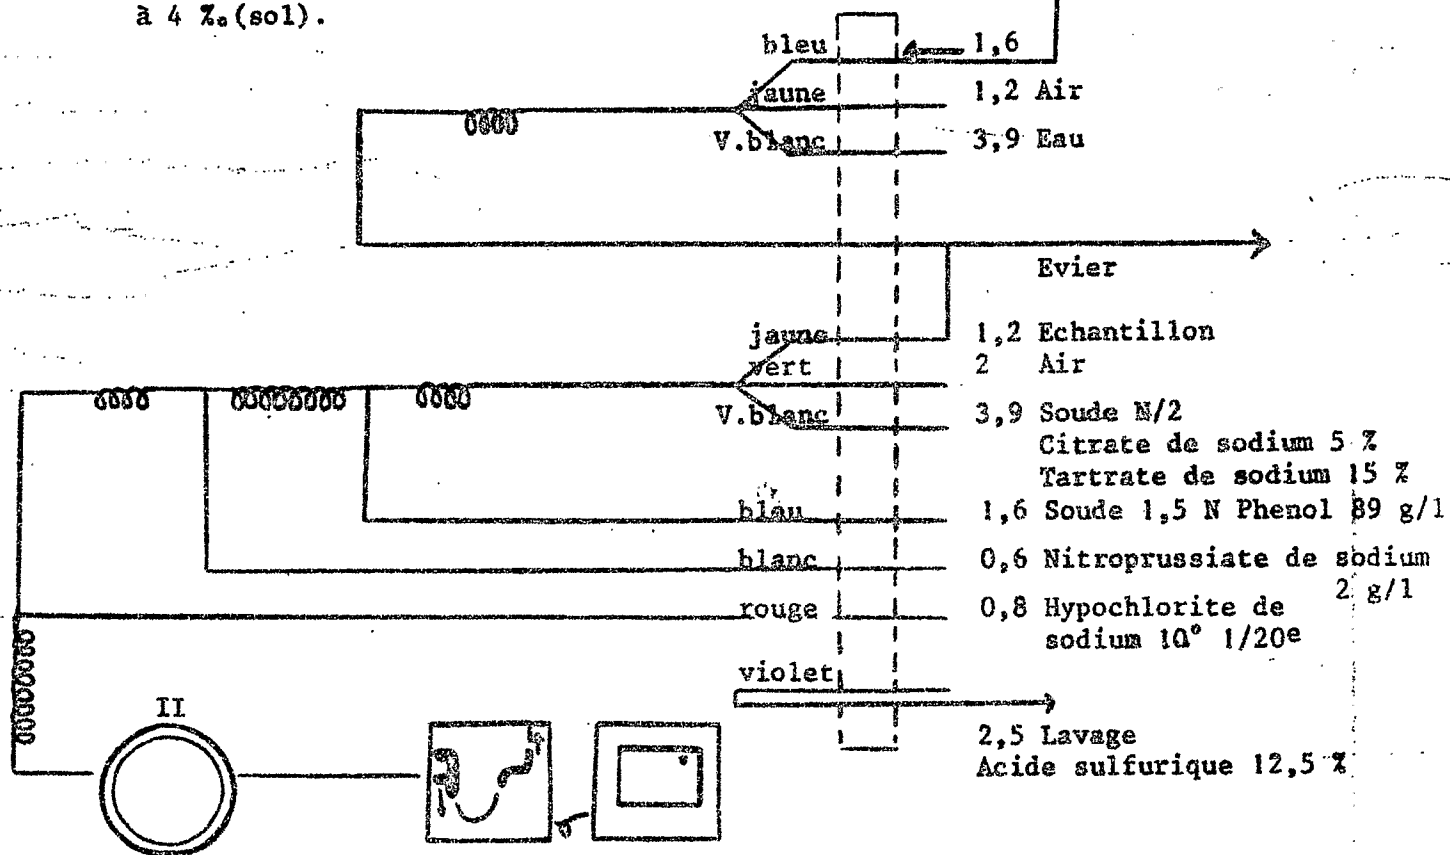 à 4 ‰(sol).
bleu 1,6
jaune 1,2 Air
V.blanc 3,9 Eau
Evier
jaune 1,2 Echantillon
vert 2 Air
V.blanc 3,9 Soude N/2
Citrate de sodium 5 %
Tartrate de sodium 15 %
bleu 1,6 Soude 1,5 N Phenol 89 g/l
blanc 0,6 Nitroprussiate de sodium
2 g/l
rouge 0,8 Hypochlorite de
sodium 10° 1/20e
violet
II
2,5 Lavage
Acide sulfurique 12,5 %